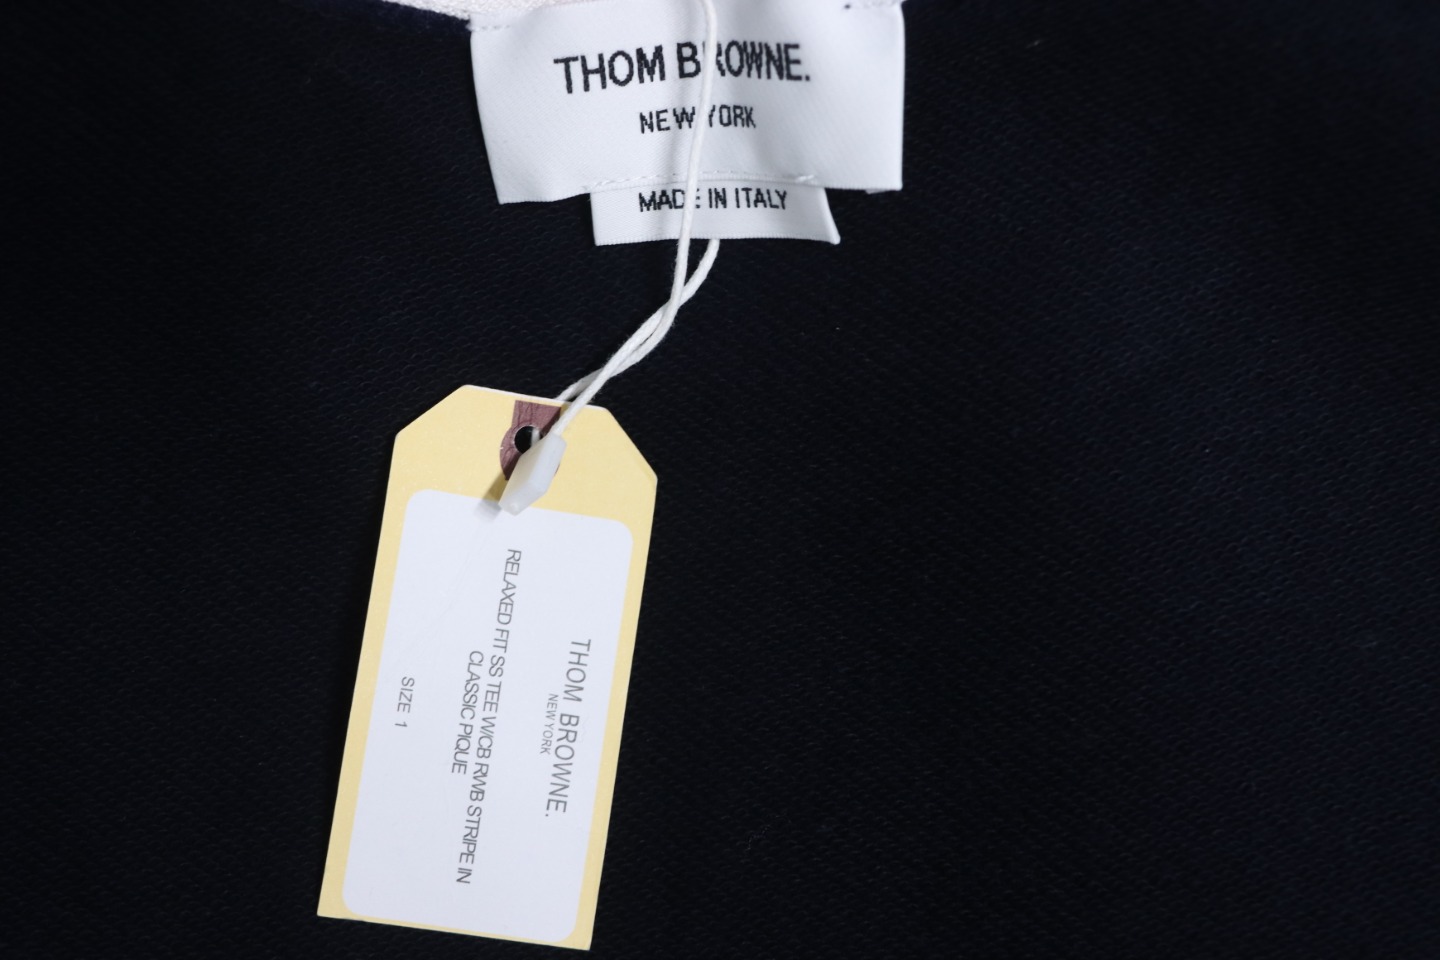 THOM BROWNE.
NEW YORK
MADE IN ITALY
THOM BROWNE.
NEW YORK
RELAXED FIT SS TEE W/CB RWB STRIPE IN
CLASSIC PIQUE
SIZE 1